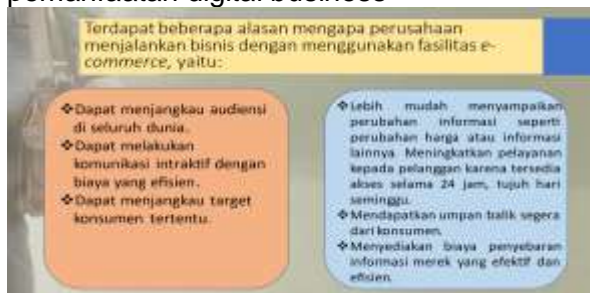 pemanfaatan digital business
Terdapat beberapa alasan mengapa perusahaan
menjalankan bisnis dengan menggunakan fasilitas e-
commerce, yaitu:
❖Dapat menjangkau audiensi
di seluruh dunia.
❖Dapat melakukan
komunikasi intraktif dengan
biaya yang efisien.
❖Dapat menjangkau target
konsumen tertentu.
❖Lebih mudah menyampaikan
perubahan informasi seperti
perubahan harga atau informasi
lainnya. Meningkatkan pelayanan
kepada pelanggan karena tersedia
akses selama 24 jam, tujuh hari
seminggu.
❖Mendapatkan umpan balik segera
dari konsumen.
❖Menyediakan biaya penyebaran
informasi merek yang efektif dan
efisien.